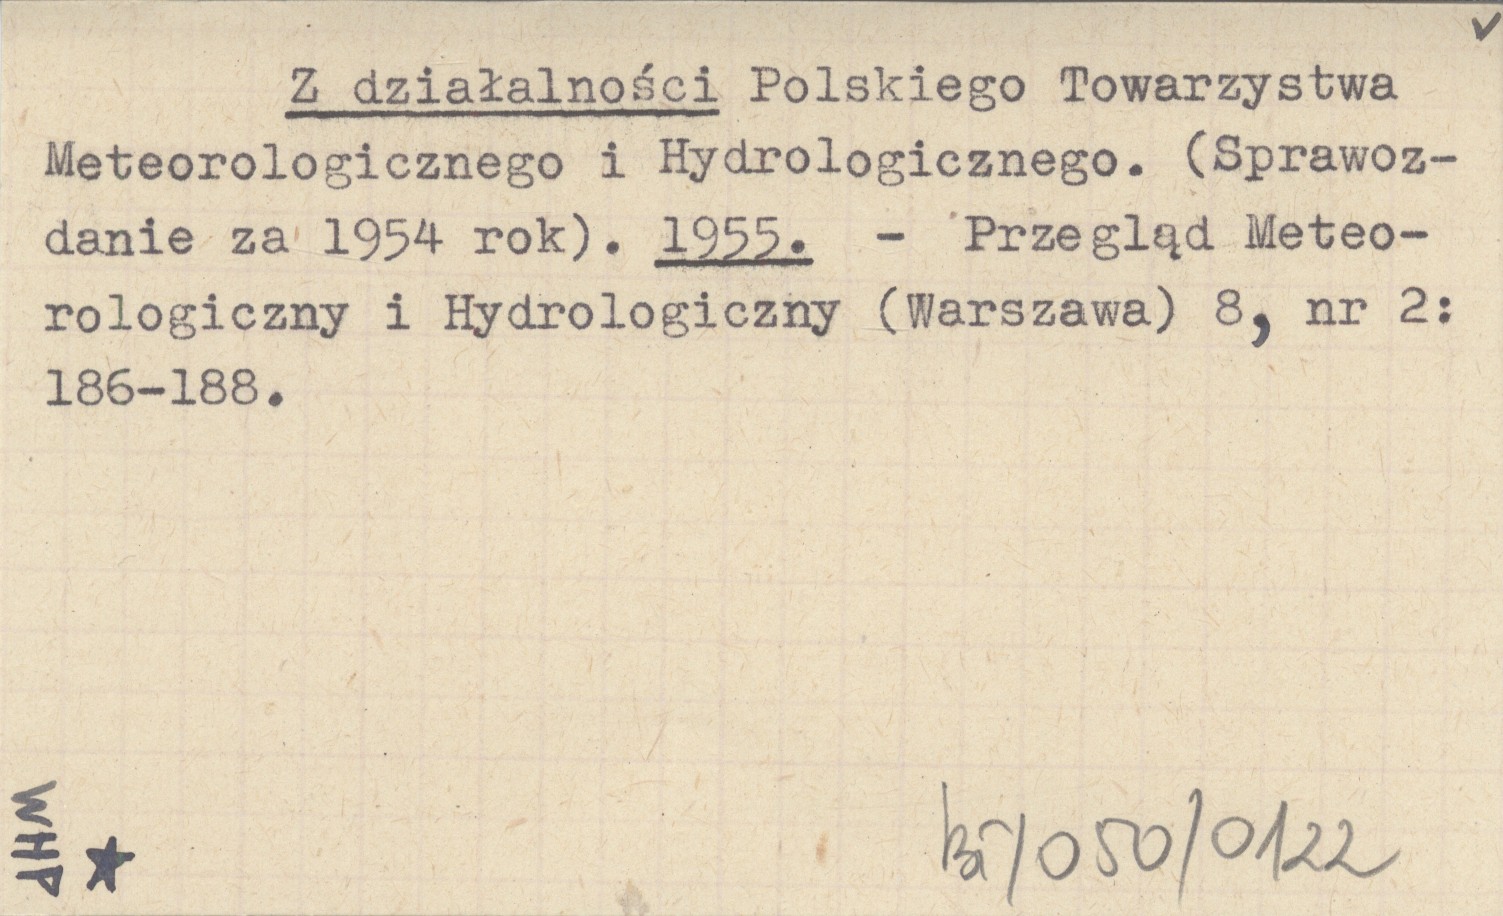 Z działalności Polskiego Towarzystwa
Meteorologicznego i Hydrologicznego. (Sprawoz-
danie za 1954 rok). 1955. - Przegląd Meteo-
rologiczny i Hydrologiczny (Warszawa) 8, nr 2:
186-188.
WHP
/050/0122